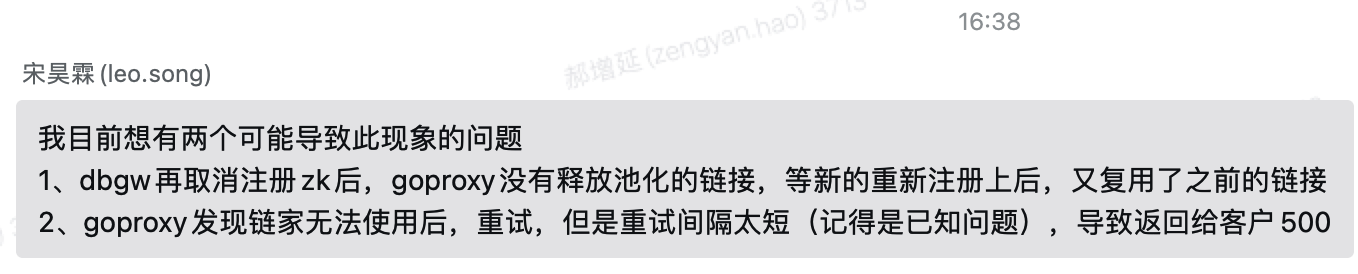 16:38
郝增延 (zengyan.hao) 3713
宋昊霖 (leo.song)
我目前想有两个可能导致此现象的问题
1、dbgw再取消注册zk后，goproxy没有释放池化的链接，等新的重新注册上后，又复用了之前的链接
2、goproxy发现链家无法使用后，重试，但是重试间隔太短（记得是已知问题），导致返回给客户500